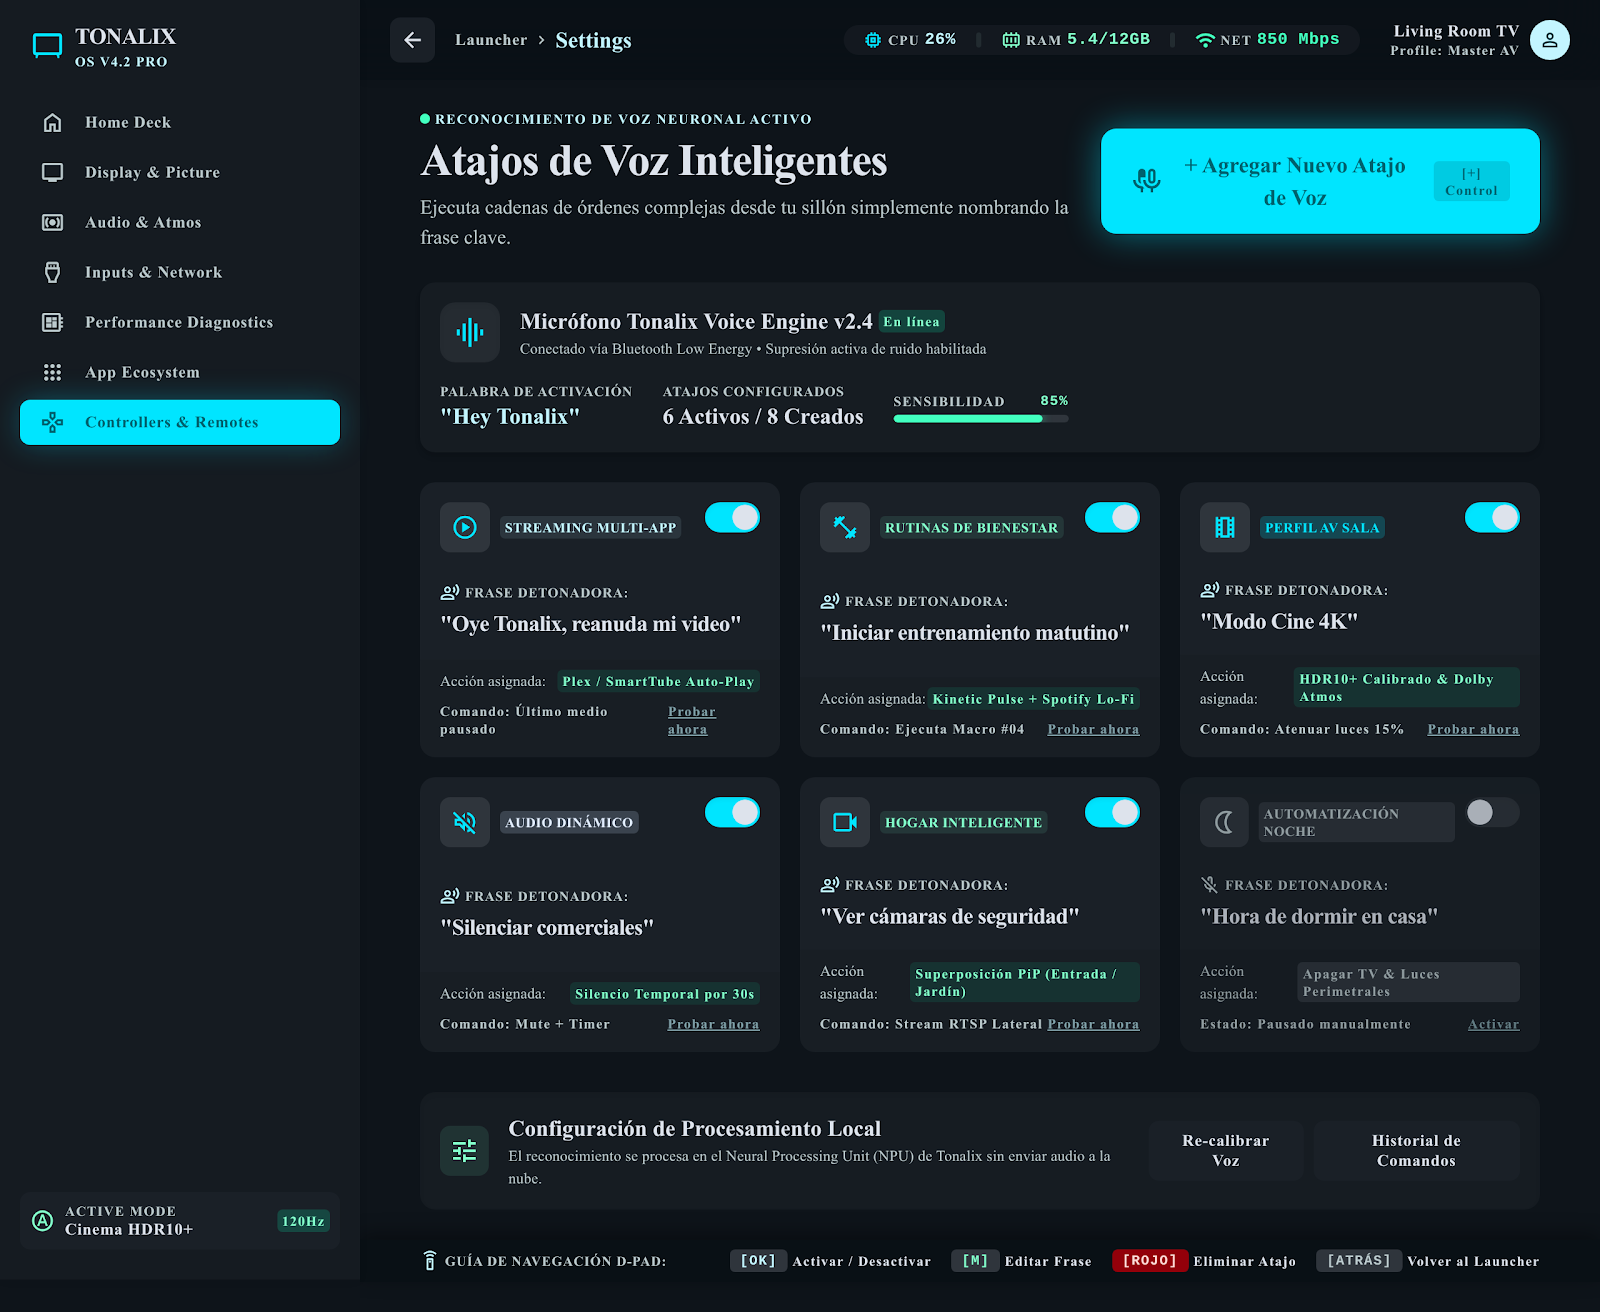 TONALIX
OS V4.2 PRO
Home Deck
Display & Picture
Audio & Atmos
Inputs & Network
Performance Diagnostics
App Ecosystem
Controllers & Remotes
ACTIVE MODE
Cinema HDR10+
120Hz
Launcher > Settings
CPU 26%
RAM 5.4/12GB
NET 850 Mbps
Living Room TV
Profile: Master AV
RECONOCIMIENTO DE VOZ NEURONAL ACTIVO
Atajos de Voz Inteligentes
Ejecuta cadenas de órdenes complejas desde tu sillón simplemente nombrando la
frase clave.
+ Agregar Nuevo Atajo
de Voz
[+]
Control
Micrófono Tonalix Voice Engine v2.4 En línea
Conectado vía Bluetooth Low Energy • Supresión activa de ruido habilitada
PALABRA DE ACTIVACIÓN
"Hey Tonalix"
ATAJOS CONFIGURADOS
6 Activos / 8 Creados
SENSIBILIDAD 85%
STREAMING MULTI-APP
FRASE DETONADORA:
"Oye Tonalix, reanuda mi video"
Acción asignada: Plex / SmartTube Auto-Play
Comando: Último medio
pausado
Probar
ahora
RUTINAS DE BIENESTAR
FRASE DETONADORA:
"Iniciar entrenamiento matutino"
Acción asignada: Kinetic Pulse + Spotify Lo-Fi
Comando: Ejecuta Macro #04 Probar ahora
PERFIL AV SALA
FRASE DETONADORA:
"Modo Cine 4K"
Acción
asignada:
HDR10+ Calibrado & Dolby
Atmos
Comando: Atenuar luces 15% Probar ahora
AUDIO DINÁMICO
FRASE DETONADORA:
"Silenciar comerciales"
Acción asignada: Silencio Temporal por 30s
Comando: Mute + Timer Probar ahora
HOGAR INTELIGENTE
FRASE DETONADORA:
"Ver cámaras de seguridad"
Acción
asignada:
Superposición PiP (Entrada /
Jardín)
Comando: Stream RTSP Lateral Probar ahora
AUTOMATIZACIÓN
NOCHE
FRASE DETONADORA:
"Hora de dormir en casa"
Acción
asignada:
Apagar TV & Luces
Perimetrales
Estado: Pausado manualmente Activar
Configuración de Procesamiento Local
El reconocimiento se procesa en el Neural Processing Unit (NPU) de Tonalix sin enviar audio a la
nube.
Re-calibrar
Voz
Historial de
Comandos
GUÍA DE NAVEGACIÓN D-PAD:
[OK] Activar / Desactivar
[M] Editar Frase
[ROJO] Eliminar Atajo
[ATRÁS] Volver al Launcher